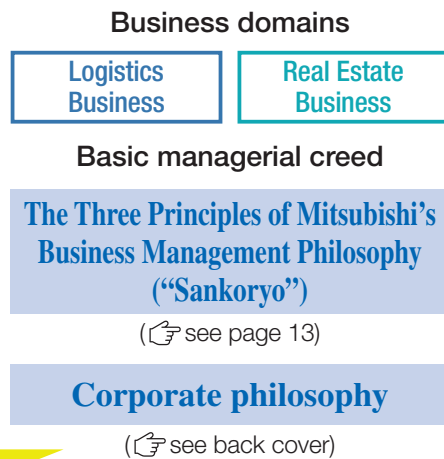 Business domains
Logistics
Business
Real Estate
Business
Basic managerial creed
The Three Principles of Mitsubishi’s
Business Management Philosophy
(“Sankoryo”)
(☞ see page 13)
Corporate philosophy
(☞ see back cover)